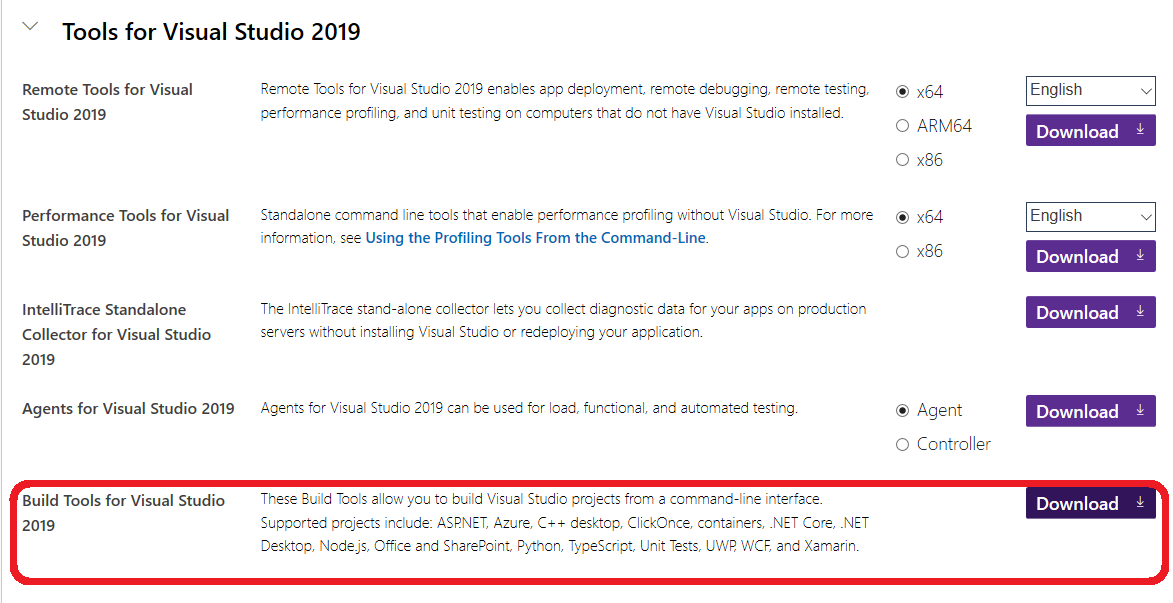 Tools for Visual Studio 2019
Remote Tools for Visual
Studio 2019
Remote Tools for Visual Studio 2019 enables app deployment, remote debugging, remote testing,
performance profiling, and unit testing on computers that do not have Visual Studio installed.
x64
ARM64
x86
English
Download
Performance Tools for Visual
Studio 2019
Standalone command line tools that enable performance profiling without Visual Studio. For more
information, see Using the Profiling Tools From the Command-Line.
x64
x86
English
Download
IntelliTrace Standalone
Collector for Visual Studio
2019
The IntelliTrace stand-alone collector lets you collect diagnostic data for your apps on production
servers without installing Visual Studio or redeploying your application.
Download
Agents for Visual Studio 2019
Agents for Visual Studio 2019 can be used for load, functional, and automated testing.
Agent
Controller
Download
Build Tools for Visual Studio
2019
These Build Tools allow you to build Visual Studio projects from a command-line interface.
Supported projects include: ASP.NET, Azure, C++ desktop, ClickOnce, containers, .NET Core, .NET
Desktop, Node.js, Office and SharePoint, Python, TypeScript, Unit Tests, UWP, WCF, and Xamarin.
Download